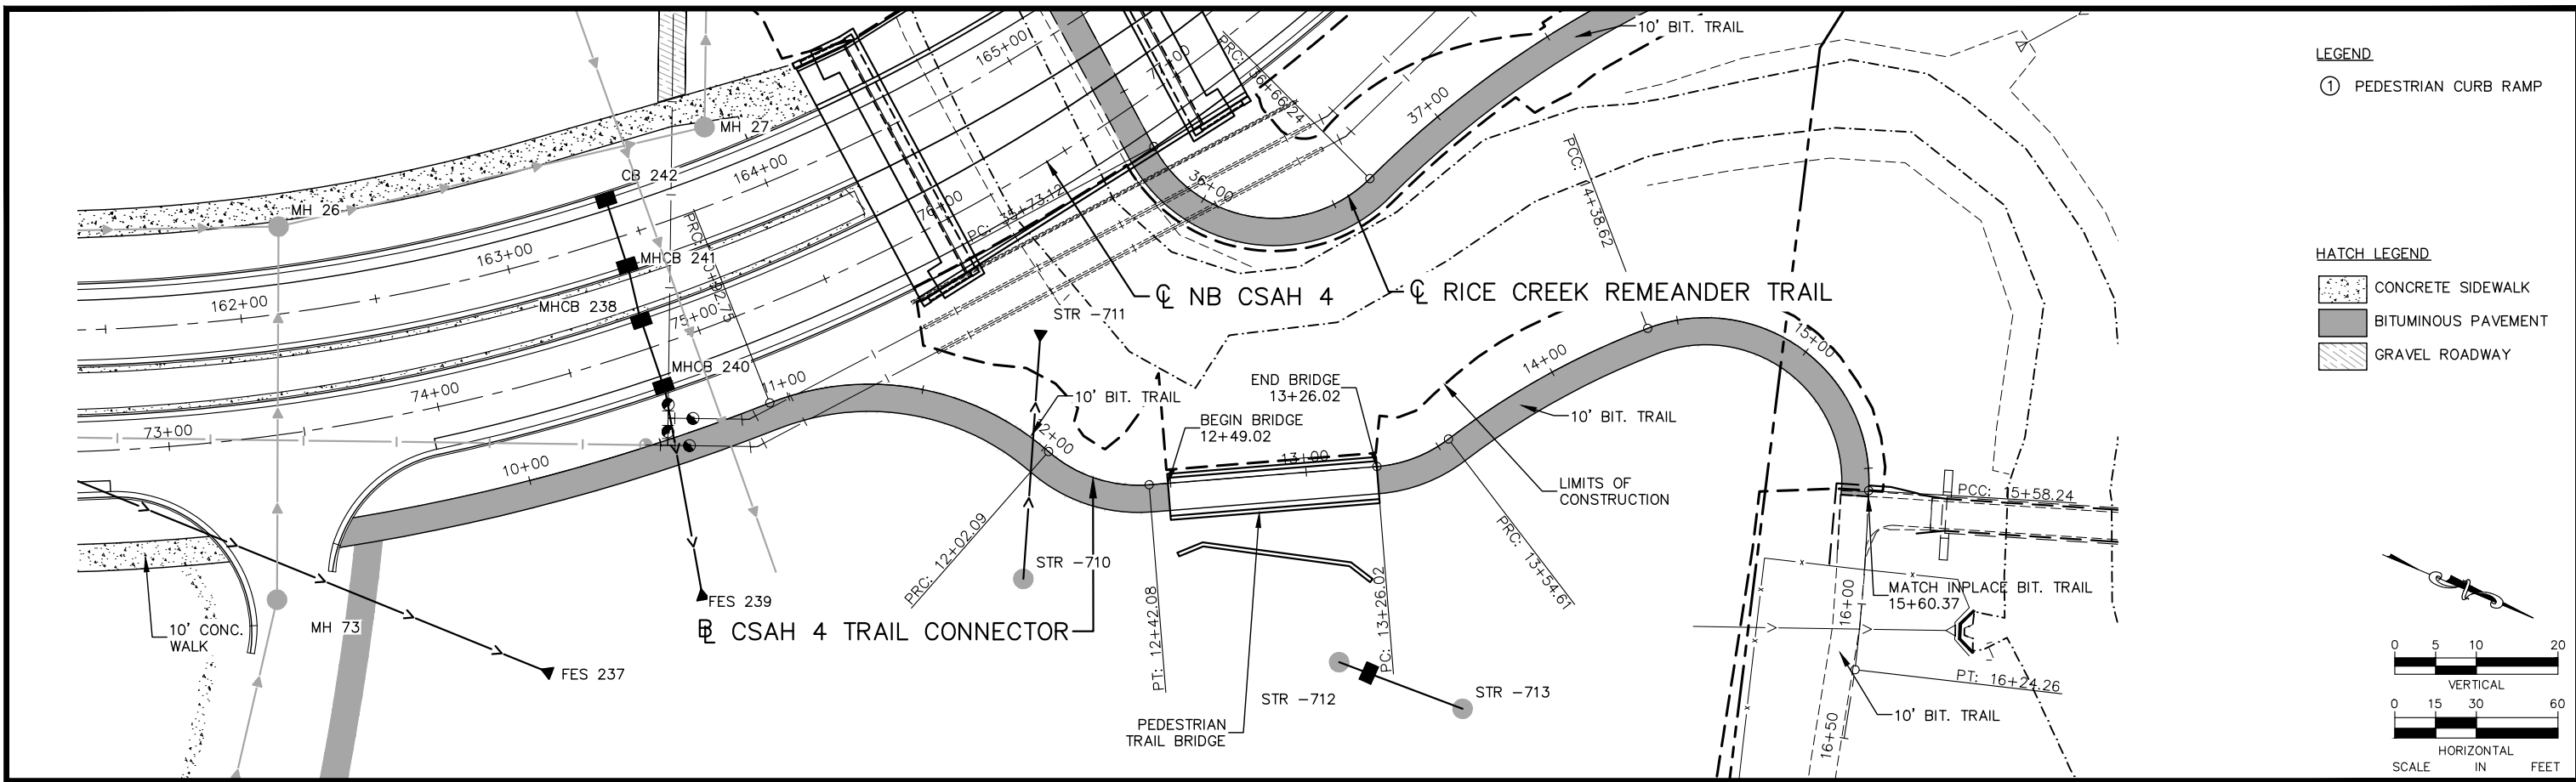 165+00
77+00
PRC: 36+66.24
10' BIT. TRAIL
37+00
LEGEND
1 PEDESTRIAN CURB RAMP
MH 27
CB 242
164+00
36+00
76+00
PC: 35+73.12
PCC: 14+38.62
MH 26
163+00
MHCB 241
162+00
MHCB 238
75+00
STR -711
℄ NB CSAH 4
℄ RICE CREEK REMEANDER TRAIL
HATCH LEGEND
CONCRETE SIDEWALK
BITUMINOUS PAVEMENT
GRAVEL ROADWAY
MHCB 240
74+00
11+00
10' BIT. TRAIL
END BRIDGE
13+26.02
BEGIN BRIDGE
12+49.02
14+00
15+00
10' BIT. TRAIL
73+00
10+00
12+00
13+00
LIMITS OF
CONSTRUCTION
PCC: 15+58.24
PRC: 12+02.09
STR -710
PRC: 13+54.61
FES 239
BL CSAH 4 TRAIL CONNECTOR
MATCH INPLACE BIT. TRAIL
15+60.37
16+00
10' CONC.
WALK
MH 73
FES 237
PT: 12+42.08
PC: 13+26.02
STR -712
STR -713
PT: 16+24.26
PEDESTRIAN
TRAIL BRIDGE
10' BIT. TRAIL
16+50
0 5 10 20
VERTICAL
0 15 30 60
HORIZONTAL
SCALE IN FEET